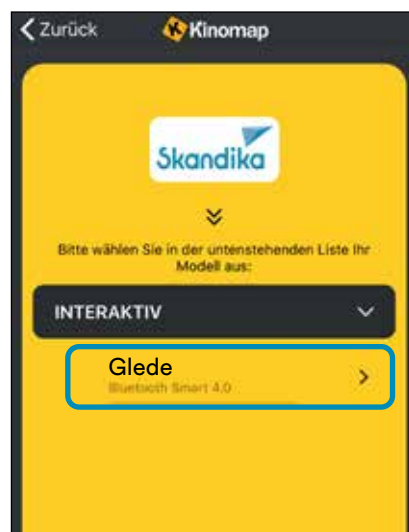 Zurück
Kinomap
Skandika
Bitte wählen Sie in der untenstehenden Liste Ihr
Modell aus:
INTERAKTIV
Glede
Bluetooth Smart 4.0